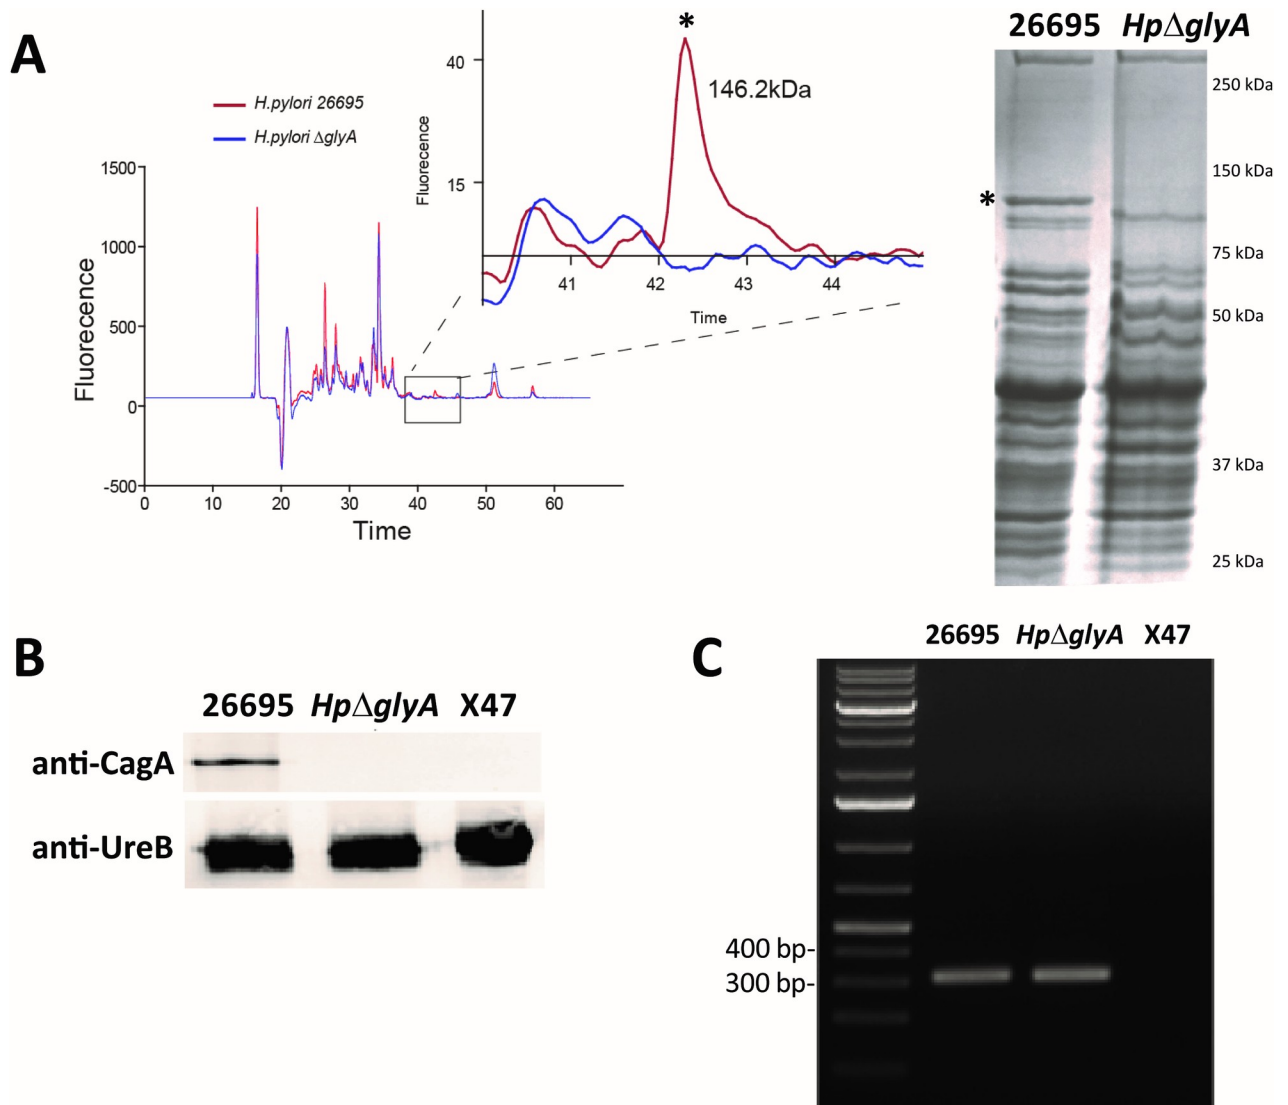 A
H.pylori 26695
H.pylori ΔglyA
Fluorecence
1500
1000
500
0
-500
0 10 20 30 40 50 60
Time
Fluorecence
40
15
*
146.2kDa
41 42 43 44
Time
26695 HpΔglyA
*
250 kDa
150 kDa
75 kDa
50 kDa
37 kDa
25 kDa
B
26695 HpΔglyA X47
anti-CagA
anti-UreB
C
26695 HpΔglyA X47
400 bp-
300 bp-